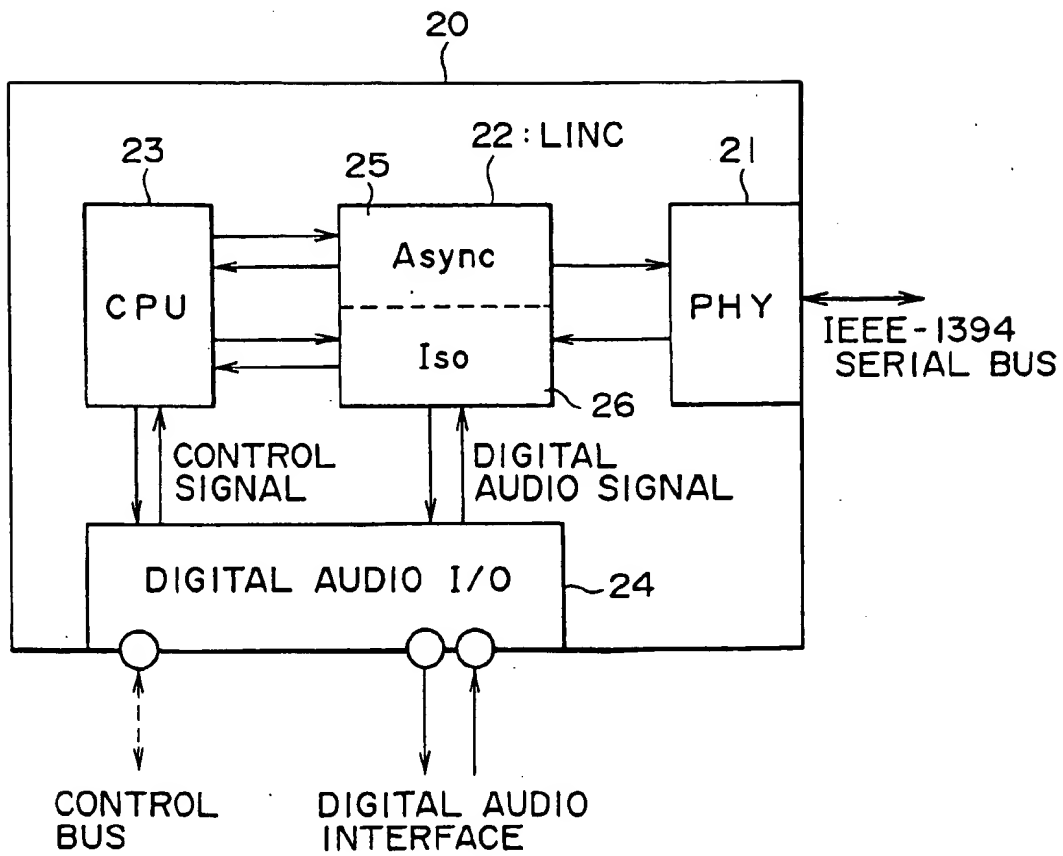 20
23
25
22:LINC
21
Async
CPU
PHY
Iso
IEEE-1394
SERIAL BUS
26
CONTROL
SIGNAL
DIGITAL
AUDIO SIGNAL
DIGITAL AUDIO I/O
24
CONTROL
BUS
DIGITAL AUDIO
INTERFACE